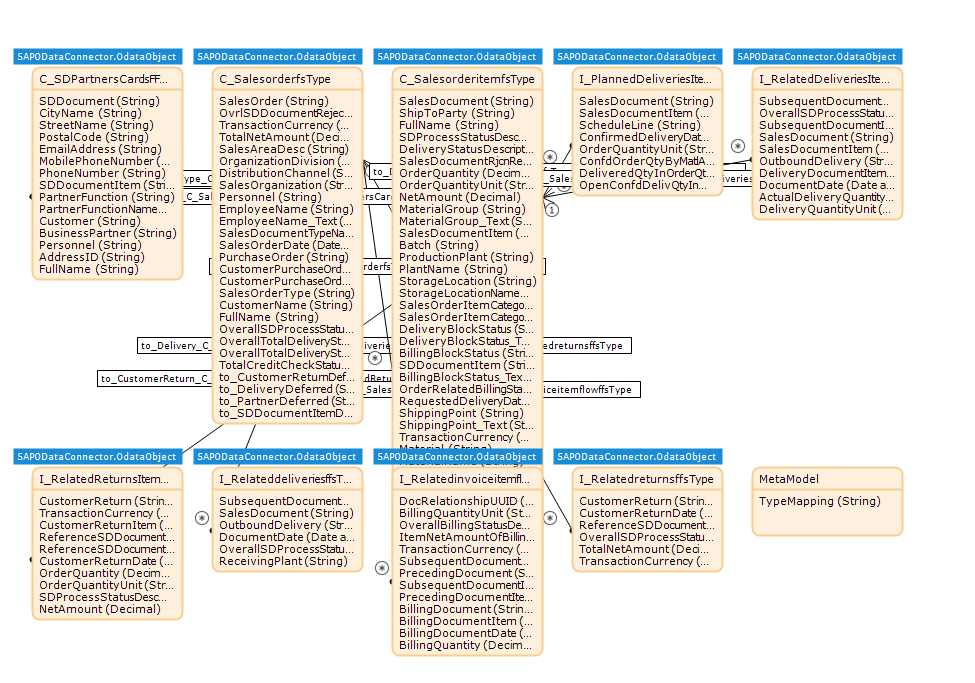 SAPODataConnector.OdataObject
C_SDPartnersCardsFF...
SDDocument (String)
CityName (String)
StreetName (String)
PostalCode (String)
EmailAddress (String)
MobilePhoneNumber (...
PhoneNumber (String)
SDDocumentItem (Stri...
PartnerFunction (String)
PartnerFunctionName...
Customer (String)
BusinessPartner (String)
Personnel (String)
AddressID (String)
FullName (String)
SAPODataConnector.OdataObject
C_SalesorderfsType
SalesOrder (String)
OvrlSDDocumentRejec...
TransactionCurrency (...
TotalNetAmount (Deci...
SalesAreaDesc (String)
OrganizationDivision (...
DistributionChannel (S...
SalesOrganization (Str...
Personnel (String)
EmployeeName (String)
EmployeeName_Text (...
SalesDocumentTypeNa...
SalesOrderDate (Date...
PurchaseOrder (String)
CustomerPurchaseOrd...
CustomerPurchaseOrd...
SalesOrderType (String)
CustomerName (String)
FullName (String)
OverallSDProcessStatu...
OverallTotalDeliverySt...
OverallTotalDeliverySt...
TotalCreditCheckStatu...
to_CustomerReturnDef...
to_DeliveryDeferred (S...
to_PartnerDeferred (St...
to_SDDocumentItemD...
SAPODataConnector.OdataObject
C_SalesorderitemfsType
SalesDocument (String)
ShipToParty (String)
FullName (String)
SDProcessStatusDesc...
DeliveryStatusDescript...
SalesDocumentRjcnRe...
OrderQuantity (Decim...
OrderQuantityUnit (Str...
NetAmount (Decimal)
MaterialGroup (String)
MaterialGroup_Text (S...
SalesDocumentItem (...
Batch (String)
ProductionPlant (String)
PlantName (String)
StorageLocation (String)
StorageLocationName...
SalesOrderItemCatego...
SalesOrderItemCatego...
DeliveryBlockStatus (S...
DeliveryBlockStatus_T...
BillingBlockStatus (Stri...
SDDocumentItem (Stri...
BillingBlockStatus_Tex...
OrderRelatedBillingSta...
RequestedDeliveryDat...
ShippingPoint (String)
ShippingPoint_Text (St...
TransactionCurrency (...
Material (String)
SAPODataConnector.OdataObject
I_PlannedDeliveriesIte...
SalesDocument (String)
SalesDocumentItem (...
ScheduleLine (String)
ConfirmedDeliveryDat...
OrderQuantityUnit (Str...
ConfdOrderQtyByMatlA...
DeliveredQtyInOrderQt...
OpenConfdDelivQtyIn...
SAPODataConnector.OdataObject
I_RelatedDeliveriesIte...
SubsequentDocument...
OverallSDProcessStatu...
SubsequentDocumentI...
SalesDocument (String)
SalesDocumentItem (...
OutboundDelivery (Str...
DeliveryDocumentItem...
DocumentDate (Date a...
ActualDeliveryQuantity...
DeliveryQuantityUnit (...
1
to_Delivery_C_
edreturnsffsType
to_CustomerReturn_C_
iceitemflowffsType
SAPODataConnector.OdataObject
I_RelatedReturnsItem...
CustomerReturn (Strin...
TransactionCurrency (...
CustomerReturnItem (...
ReferenceSDDocument...
ReferenceSDDocument...
CustomerReturnDate (...
OrderQuantity (Decim...
OrderQuantityUnit (Str...
SDProcessStatusDesc...
NetAmount (Decimal)
SAPODataConnector.OdataObject
I_RelateddeliveriesffsT...
SubsequentDocument...
SalesDocument (String)
OutboundDelivery (Str...
DocumentDate (Date a...
OverallSDProcessStatu...
ReceivingPlant (String)
SAPODataConnector.OdataObject
I_Relatedinvoiceitemfl...
DocRelationshipUUID (...
BillingQuantityUnit (St...
OverallBillingStatusDe...
ItemNetAmountOfBillin...
TransactionCurrency (...
SubsequentDocument...
PrecedingDocument (S...
SubsequentDocumentI...
PrecedingDocumentIte...
BillingDocument (Strin...
BillingDocumentItem (...
BillingDocumentDate (...
BillingQuantity (Decim...
SAPODataConnector.OdataObject
I_RelatedreturnsffsType
CustomerReturn (Strin...
CustomerReturnDate (...
ReferenceSDDocument...
OverallSDProcessStatu...
TotalNetAmount (Deci...
TransactionCurrency (...
MetaModel
TypeMapping (String)